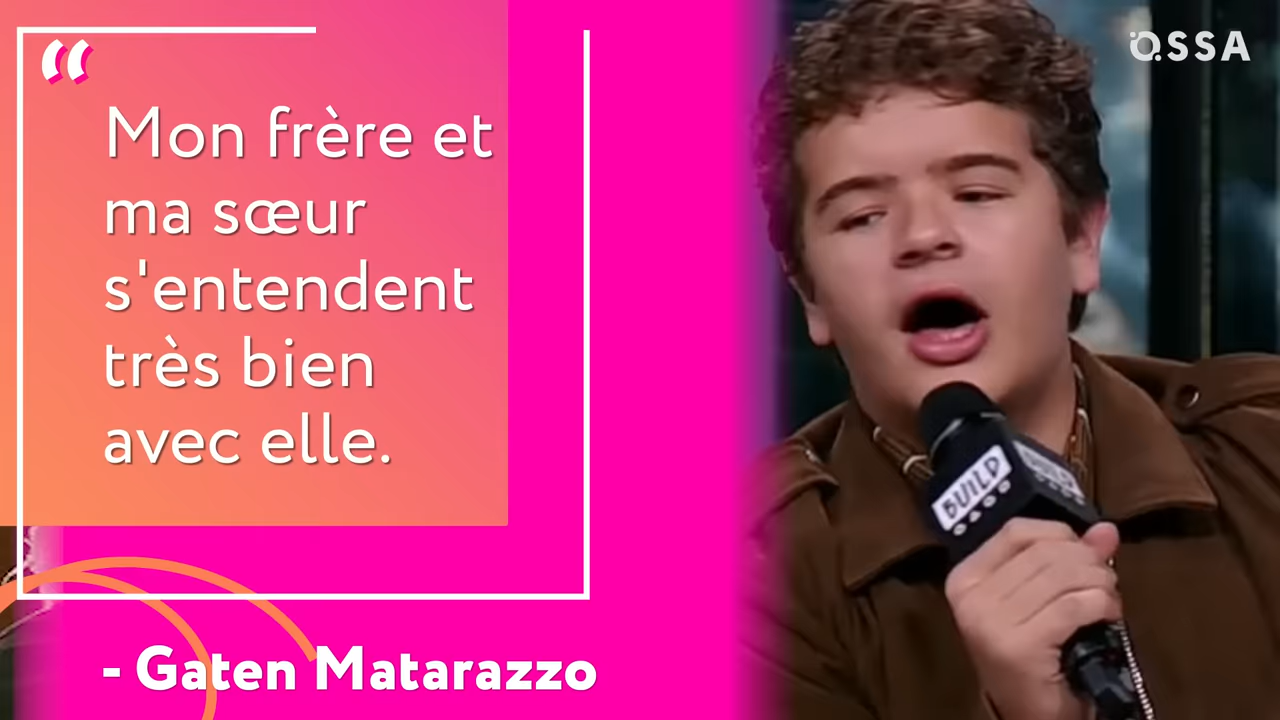 “
Mon frère et
ma sœur
s'entendent
très bien
avec elle.
- Gaten Matarazzo
OSSA
BUILD